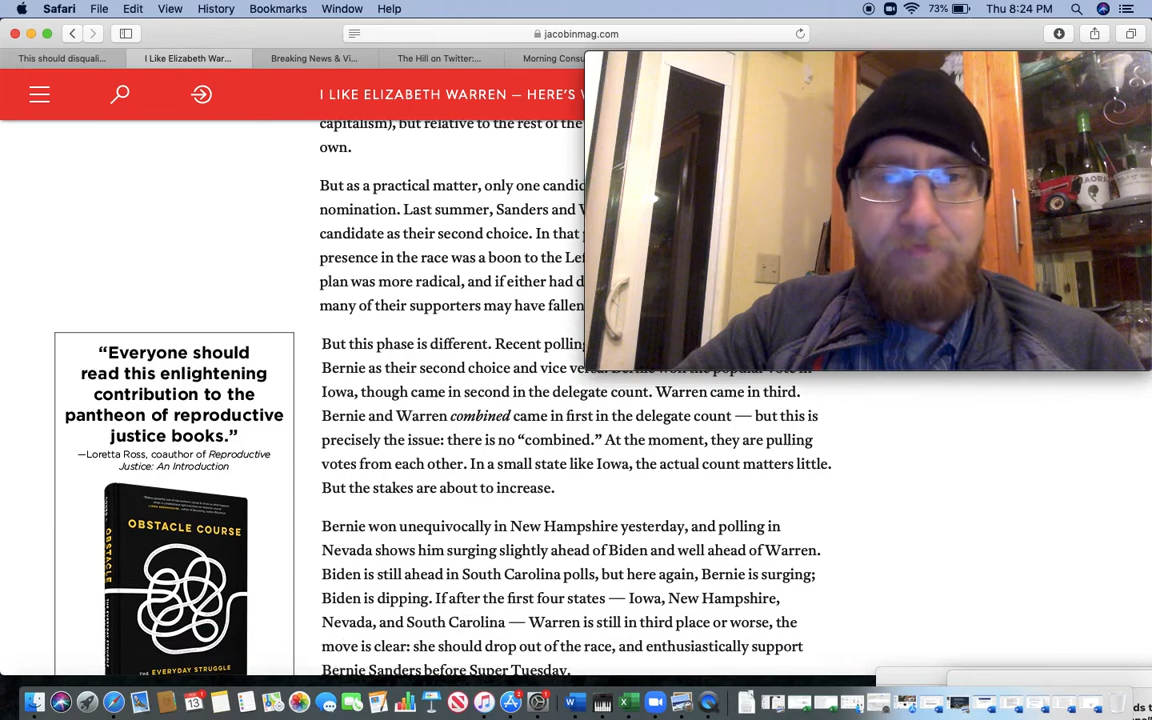 Safari File Edit View History Bookmarks Window Help 73% Thu 8:24 PM
jacobinmag.com
This should disquali...
I Like Elizabeth War...
Breaking News & Vi...
The Hill on Twitter:...
Morning Consu
I LIKE ELIZABETH WARREN — HERE'S
capitalism), but relative to the rest of the
own.
But as a practical matter, only one candid
nomination. Last summer, Sanders and
candidate as their second choice. In that
presence in the race was a boon to the Le
plan was more radical, and if either had d
many of their supporters may have fallen
But this phase is different. Recent polling
Bernie as their second choice and vice versa. Bernie won the popular vote in
Iowa, though came in second in the delegate count. Warren came in third.
Bernie and Warren combined came in first in the delegate count — but this is
precisely the issue: there is no “combined.” At the moment, they are pulling
votes from each other. In a small state like Iowa, the actual count matters little.
But the stakes are about to increase.
Bernie won unequivocally in New Hampshire yesterday, and polling in
Nevada shows him surging slightly ahead of Biden and well ahead of Warren.
Biden is still ahead in South Carolina polls, but here again, Bernie is surging;
Biden is dipping. If after the first four states — Iowa, New Hampshire,
Nevada, and South Carolina — Warren is still in third place or worse, the
move is clear: she should drop out of the race, and enthusiastically support
Bernie Sanders before Super Tuesday.
“Everyone should
read this enlightening
contribution to the
pantheon of reproductive
justice books.”
—Loretta Ross, coauthor of Reproductive
Justice: An Introduction
OBSTACLE COURSE
THE EVERYDAY STRUGGLE